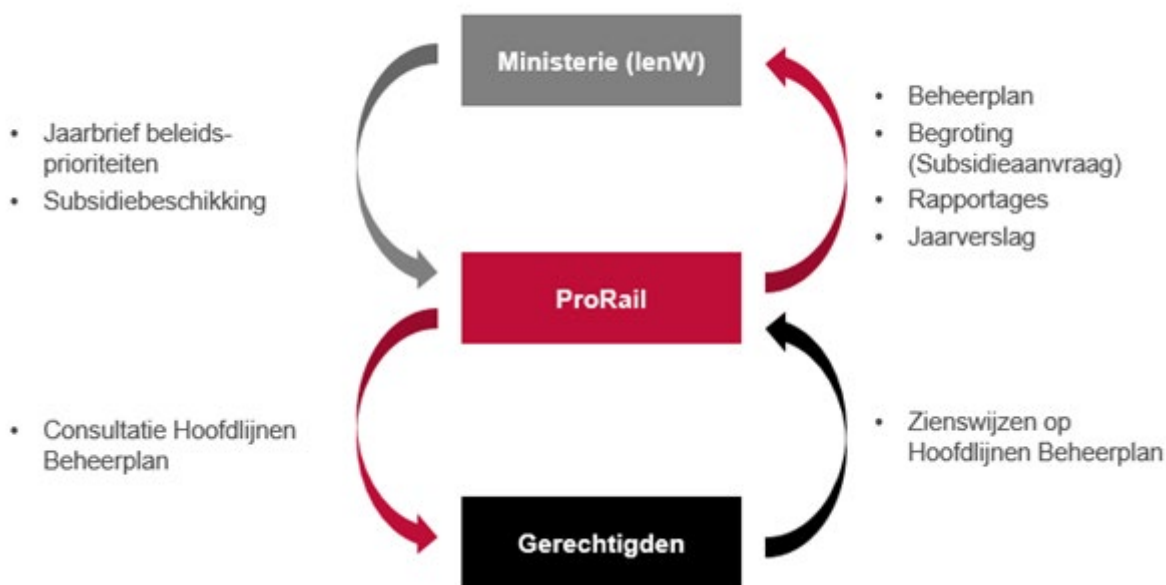 Ministerie (IenW)
• Jaarbrief beleids-
prioriteiten
• Subsidiebeschikking
• Beheerplan
• Begroting
(Subsidieaanvraag)
• Rapportages
• Jaarverslag
ProRail
• Consultatie Hoofdlijnen
Beheerplan
• Zienswijzen op
Hoofdlijnen Beheerplan
Gerechtigden